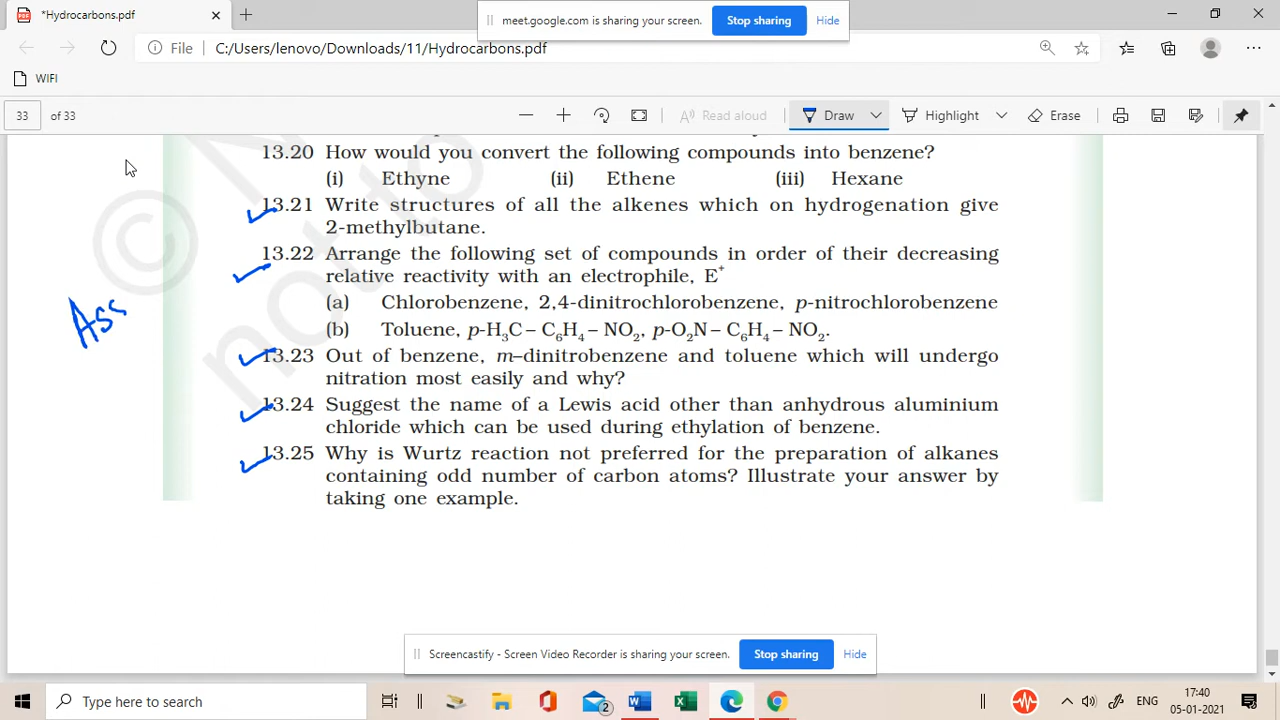 *Hydrocarbons.pdf
meet.google.com is sharing your screen. Stop sharing Hide
File C:/Users/lenovo/Downloads/11/Hydrocarbons.pdf
WIFI
33 of 33 Read aloud Draw Highlight Erase
13.20 How would you convert the following compounds into benzene?
(i) Ethyne (ii) Ethene (iii) Hexane
13.21 Write structures of all the alkenes which on hydrogenation give
2-methylbutane.
13.22 Arrange the following set of compounds in order of their decreasing
relative reactivity with an electrophile, E⁺
(a) Chlorobenzene, 2,4-dinitrochlorobenzene, p-nitrochlorobenzene
(b) Toluene, p-H₃C – C₆H₄ – NO₂, p-O₂N – C₆H₄ – NO₂.
Ass
13.23 Out of benzene, m–dinitrobenzene and toluene which will undergo
nitration most easily and why?
13.24 Suggest the name of a Lewis acid other than anhydrous aluminium
chloride which can be used during ethylation of benzene.
13.25 Why is Wurtz reaction not preferred for the preparation of alkanes
containing odd number of carbon atoms? Illustrate your answer by
taking one example.
© N
not
Screencastify - Screen Video Recorder is sharing your screen. Stop sharing Hide
Type here to search
2
ENG
17:40
05-01-2021